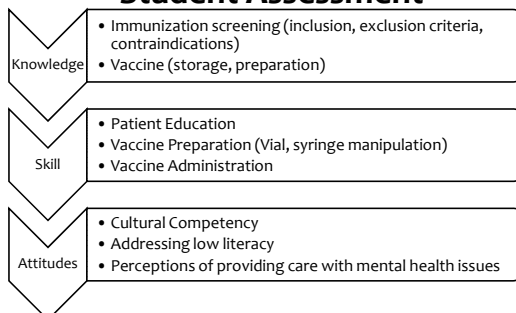 Student Assessment
Knowledge
• Immunization screening (inclusion, exclusion criteria,
contraindications)
• Vaccine (storage, preparation)
Skill
• Patient Education
• Vaccine Preparation (Vial, syringe manipulation)
• Vaccine Administration
Attitudes
• Cultural Competency
• Addressing low literacy
• Perceptions of providing care with mental health issues